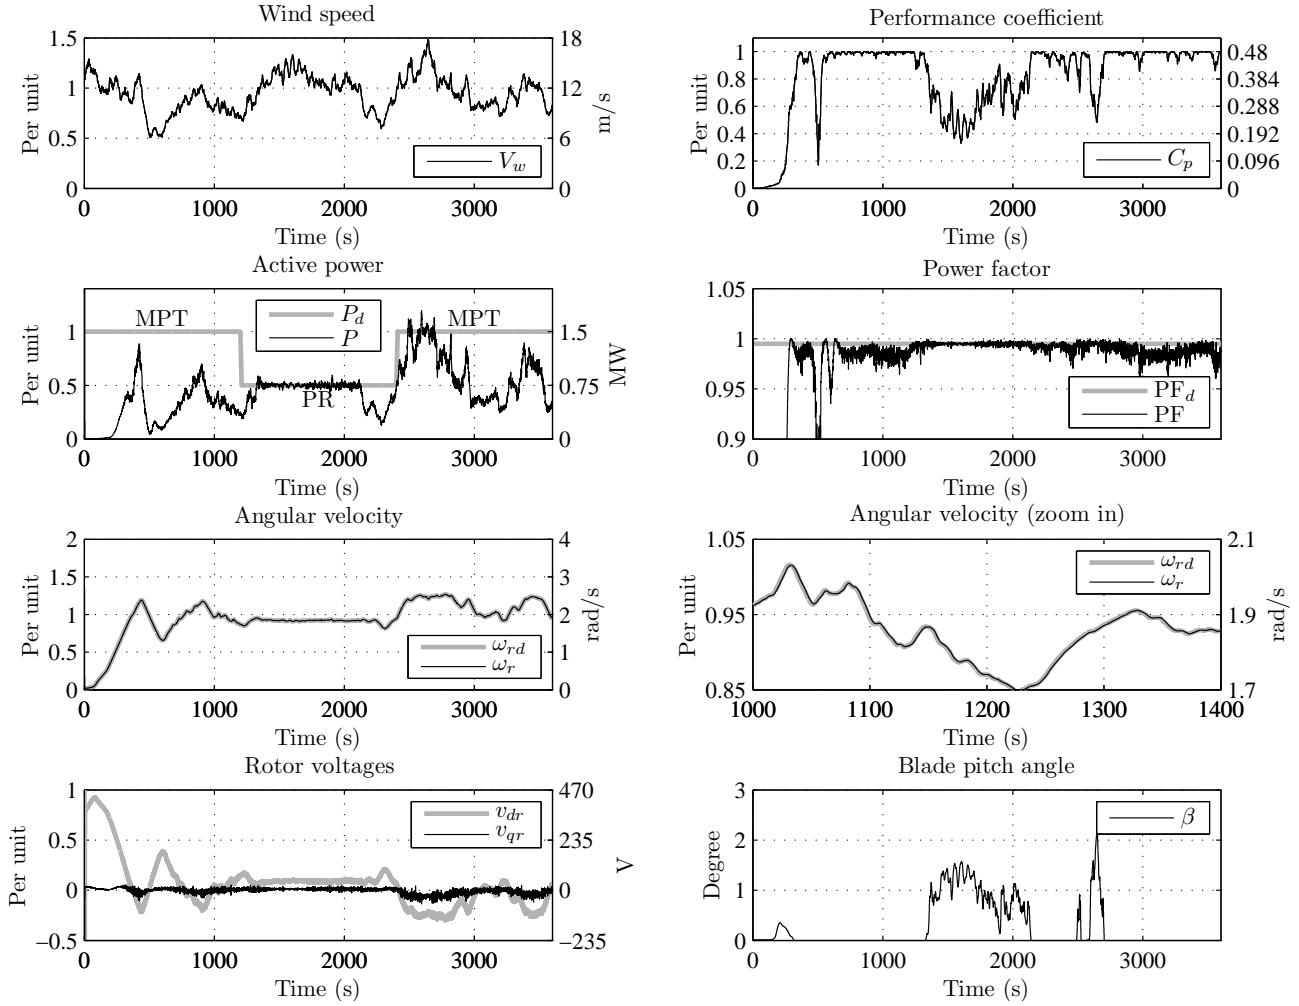 Wind speed
1.5
1
0.5
0
18
12
6
0
Per unit
m/s
V_w
0 1000 2000 3000
Time (s)
Performance coefficient
1
0.8
0.6
0.4
0.2
0
0.48
0.384
0.288
0.192
0.096
0
Per unit
C_p
0 1000 2000 3000
Time (s)
Active power
1
0.5
0
1.5
0.75
0
Per unit
MW
MPT
P_d
P
MPT
PR
0 1000 2000 3000
Time (s)
Power factor
1.05
1
0.95
0.9
PF_d
PF
0 1000 2000 3000
Time (s)
Angular velocity
2
1.5
1
0.5
0
4
3
2
1
0
Per unit
rad/s
ω_rd
ω_r
0 1000 2000 3000
Time (s)
Angular velocity (zoom in)
1.05
0.95
0.85
2.1
1.9
1.7
Per unit
rad/s
ω_rd
ω_r
1000 1100 1200 1300 1400
Time (s)
Rotor voltages
1
0.5
0
−0.5
470
235
0
−235
Per unit
V
v_dr
v_qr
0 1000 2000 3000
Time (s)
Blade pitch angle
3
2
1
0
Degree
β
0 1000 2000 3000
Time (s)